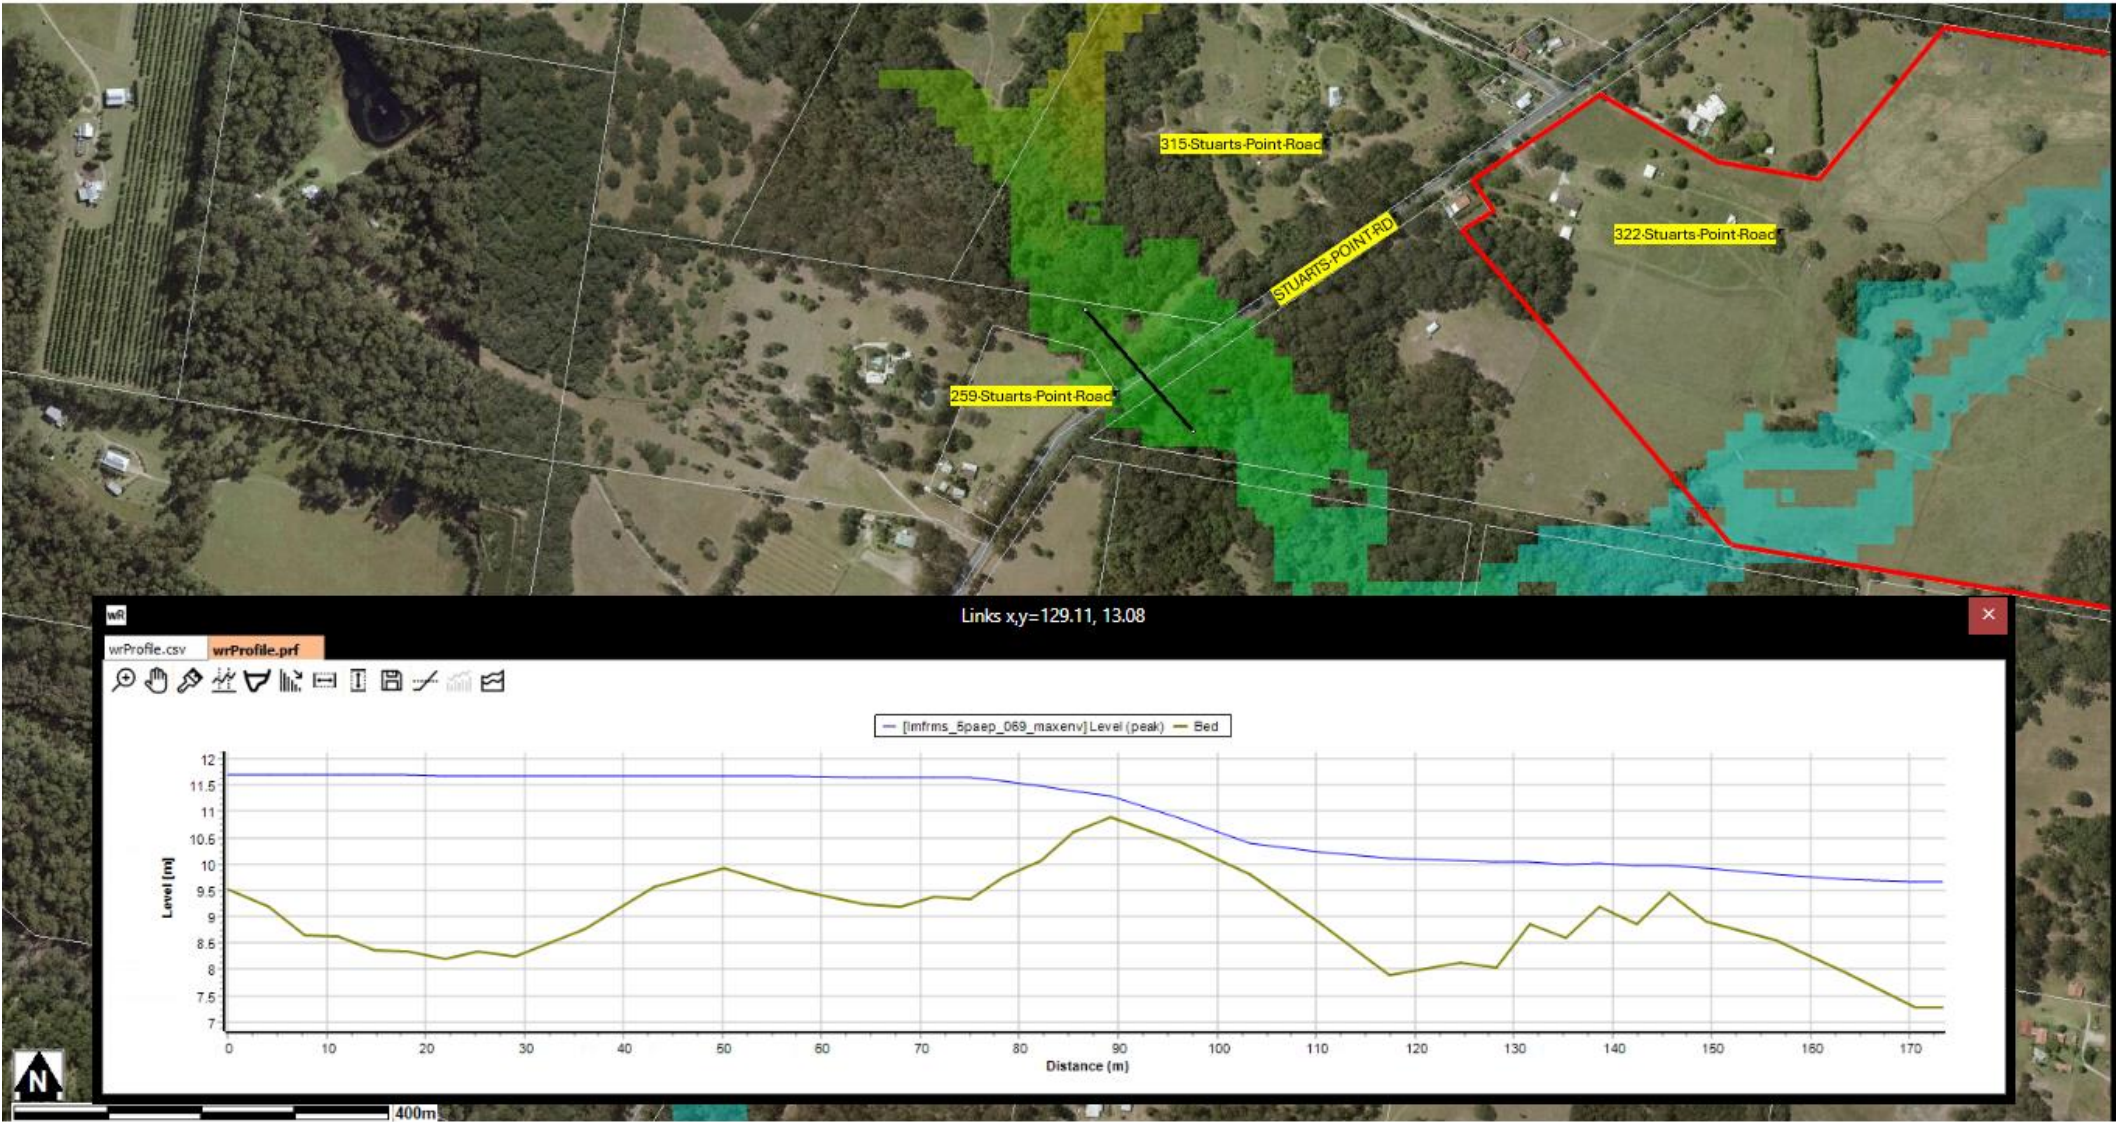 315-Stuarts-Point-Road
STUARTS-POINT-RD
322-Stuarts-Point-Road
259-Stuarts-Point-Road
wR
Links x,y=129.11, 13.08
wrProfile.csv
wrProfile.prf
[lmfrms_5paep_069_maxenv] Level (peak)
Bed
12
11.5
11
10.5
10
9.5
9
8.5
8
7.5
7
Level [m]
0 10 20 30 40 50 60 70 80 90 100 110 120 130 140 150 160 170
Distance (m)
N
400m